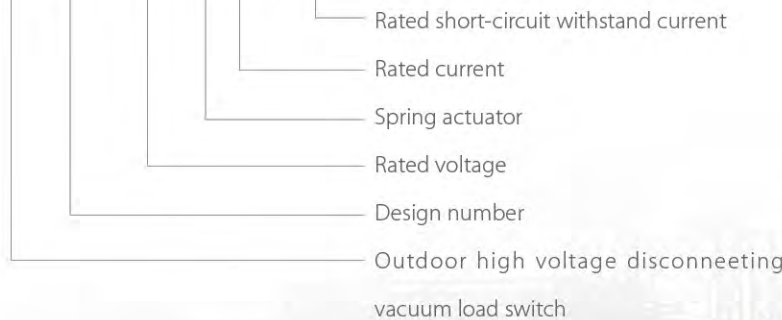 Rated short-circuit withstand current
Rated current
Spring actuator
Rated voltage
Design number
Outdoor high voltage disconneeting
vacuum load switch